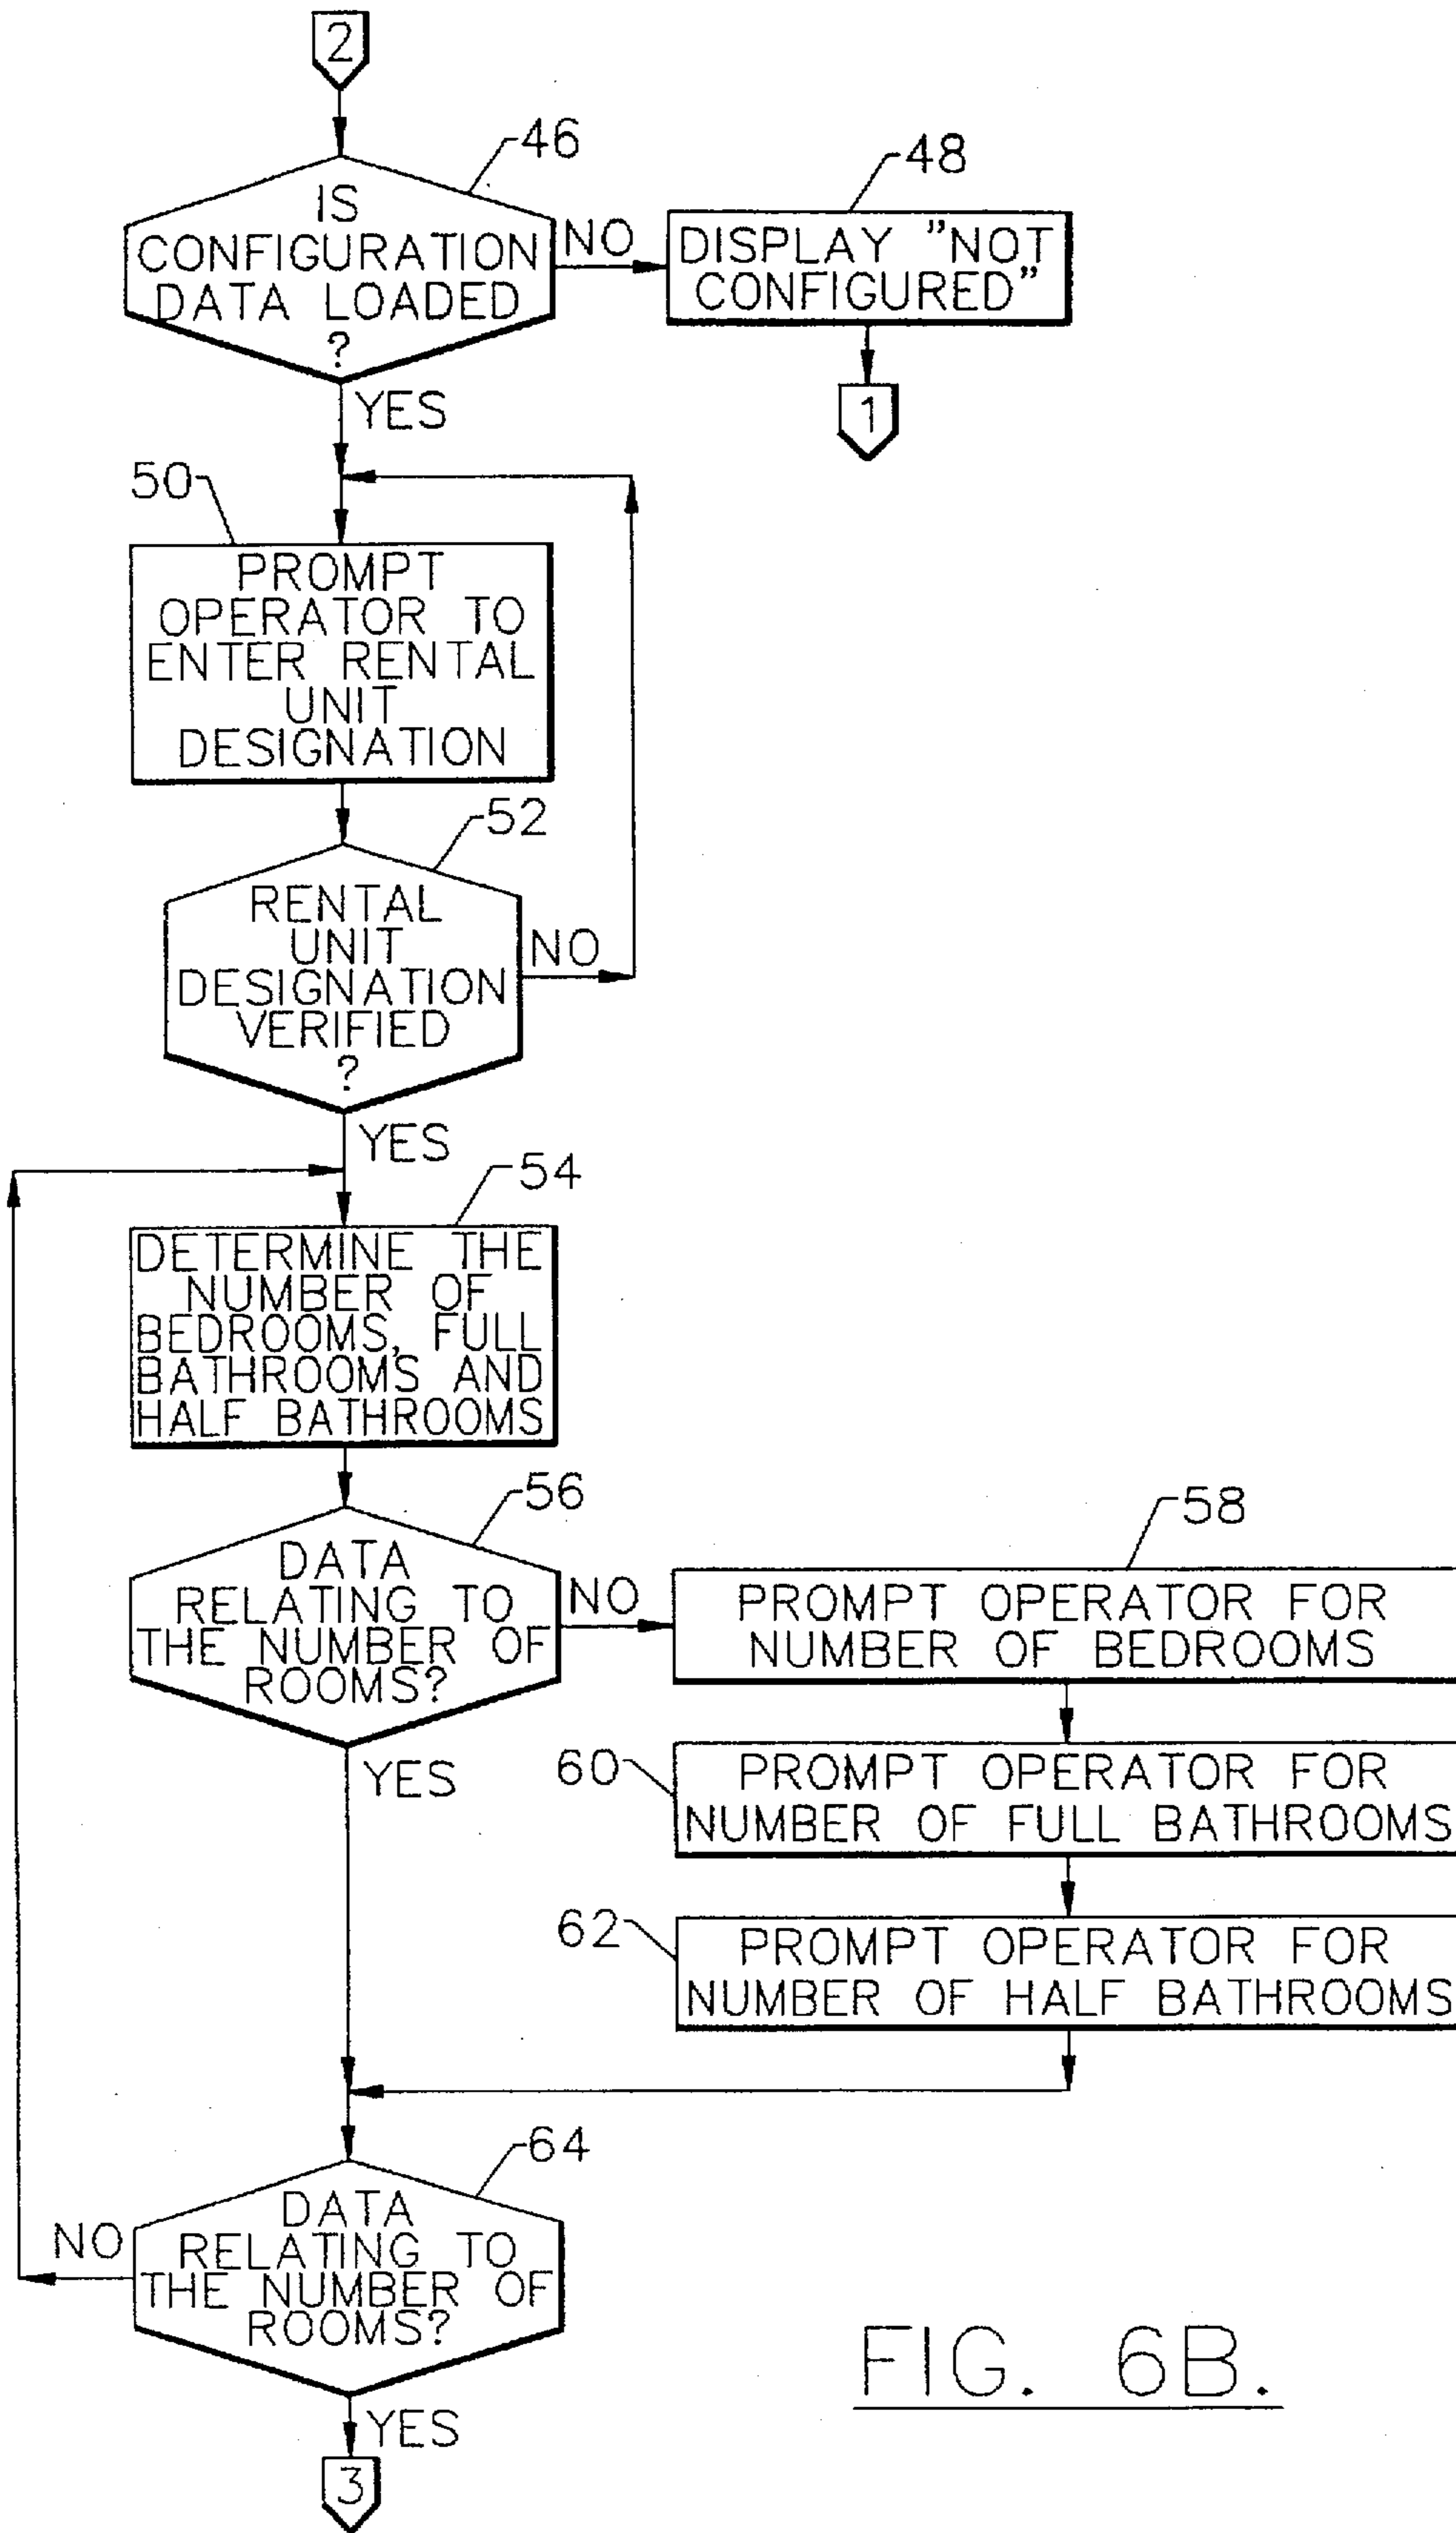 2
46
IS
CONFIGURATION
DATA LOADED
?
NO
48
DISPLAY "NOT
CONFIGURED"
1
YES
50
PROMPT
OPERATOR TO
ENTER RENTAL
UNIT
DESIGNATION
52
RENTAL
UNIT
DESIGNATION
VERIFIED
?
NO
YES
54
DETERMINE THE
NUMBER OF
BEDROOMS, FULL
BATHROOMS AND
HALF BATHROOMS
56
DATA
RELATING TO
THE NUMBER OF
ROOMS?
NO
58
PROMPT OPERATOR FOR
NUMBER OF BEDROOMS
YES
60
PROMPT OPERATOR FOR
NUMBER OF FULL BATHROOMS
62
PROMPT OPERATOR FOR
NUMBER OF HALF BATHROOMS
64
DATA
RELATING TO
THE NUMBER OF
ROOMS?
NO
YES
3
FIG. 6B.